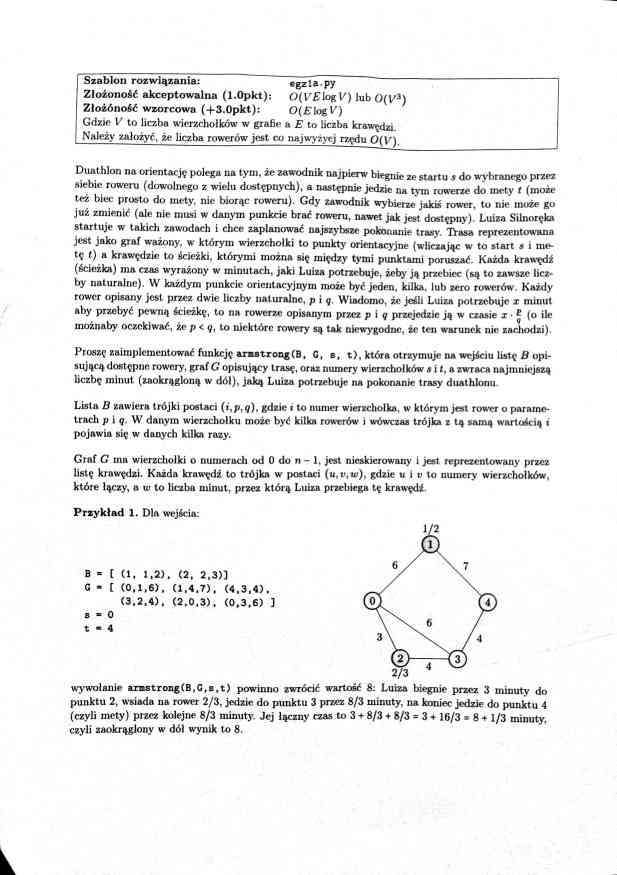 Szablon rozwiązania: egz1a.py
Złożoność akceptowalna (1.0pkt): O(VE log V) lub O(V³)
Złożóność wzorcowa (+3.0pkt): O(E log V)
Gdzie V to liczba wierzchołków w grafie a E to liczba krawędzi.
Należy założyć, że liczba rowerów jest co najwyżyej rzędu O(V).
Duathlon na orientację polega na tym, że zawodnik najpierw biegnie ze startu s do wybranego przez
siebie roweru (dowolnego z wielu dostępnych), a następnie jedzie na tym rowerze do mety t (może
też biec prosto do mety, nie biorąc roweru). Gdy zawodnik wybierze jakiś rower, to nie może go
już zmienić (ale nie musi w danym punkcie brać roweru, nawet jak jest dostępny). Luiza Silnoręka
startuje w takich zawodach i chce zaplanować najszybsze pokonanie trasy. Trasa reprezentowana
jest jako graf ważony, w którym wierzchołki to punkty orientacyjne (wliczając w to start s i me-
tę t) a krawędzie to ścieżki, którymi można się między tymi punktami poruszać. Każda krawędź
(ścieżka) ma czas wyrażony w minutach, jaki Luiza potrzebuje, żeby ją przebiec (są to zawsze licz-
by naturalne). W każdym punkcie orientacyjnym może być jeden, kilka, lub zero rowerów. Każdy
rower opisany jest przez dwie liczby naturalne, p i q. Wiadomo, że jeśli Luiza potrzebuje x minut
aby przebyć pewną ścieżkę, to na rowerze opisanym przez p i q przejedzie ją w czasie x · p/q (o ile
możnaby oczekiwać, że p < q, to niektóre rowery są tak niewygodne, że ten warunek nie zachodzi).
Proszę zaimplementować funkcję armstrong(B, G, s, t), która otrzymuje na wejściu listę B opi-
sującą dostępne rowery, graf G opisujący trasę, oraz numery wierzchołków s i t, a zwraca najmniejszą
liczbę minut (zaokrągloną w dół), jaką Luiza potrzebuje na pokonanie trasy duathlonu.
Lista B zawiera trójki postaci (i, p, q), gdzie i to numer wierzchołka, w którym jest rower o parame-
trach p i q. W danym wierzchołku może być kilka rowerów i wówczas trójka z tą samą wartością i
pojawia się w danych kilka razy.
Graf G ma wierzchołki o numerach od 0 do n − 1, jest nieskierowany i jest reprezentowany przez
listę krawędzi. Każda krawędź to trójka w postaci (u, v, w), gdzie u i v to numery wierzchołków,
które łączy, a w to liczba minut, przez którą Luiza przebiega tę krawędź.
Przykład 1. Dla wejścia:
B = [ (1, 1,2), (2, 2,3)]
G = [ (0,1,6), (1,4,7), (4,3,4),
(3,2,4), (2,0,3), (0,3,6) ]
s = 0
t = 4
1/2
1
6 7
0 4
6
3 4
2 4 3
2/3
wywołanie armstrong(B,G,s,t) powinno zwrócić wartość 8: Luiza biegnie przez 3 minuty do
punktu 2, wsiada na rower 2/3, jedzie do punktu 3 przez 8/3 minuty, na koniec jedzie do punktu 4
(czyli mety) przez kolejne 8/3 minuty. Jej łączny czas to 3 + 8/3 + 8/3 = 3 + 16/3 = 8 + 1/3 minuty,
czyli zaokrąglony w dół wynik to 8.